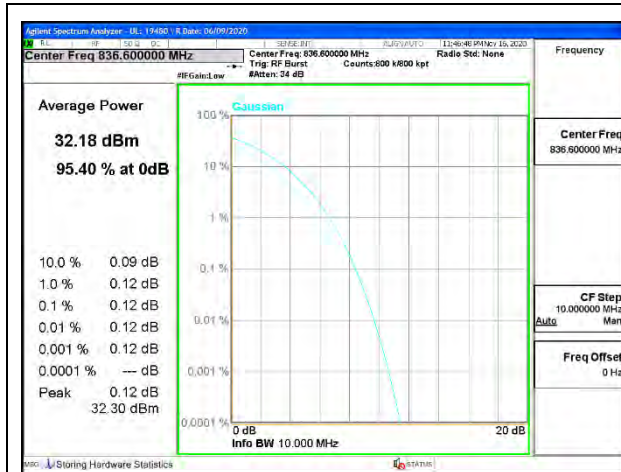 Agilent Spectrum Analyzer - UL: 19460 \ R.Date: 06/09/2020
RL RF 50 Ω DC SENSE:INT ALIGNAUTO 11:46:48 PM Nov 16, 2020
Center Freq 836.600000 MHz
Center Freq: 836.600000 MHz Radio Std: None
Trig: RF Burst Counts:800 k/800 kpt
#IFGain:Low #Atten: 34 dB
Frequency
Average Power
32.18 dBm
95.40 % at 0dB
10.0 % 0.09 dB
1.0 % 0.12 dB
0.1 % 0.12 dB
0.01 % 0.12 dB
0.001 % 0.12 dB
0.0001 % --- dB
Peak 0.12 dB
32.30 dBm
Gaussian
100 %
10 %
1 %
0.1 %
0.01 %
0.001 %
0.0001 %
0 dB 20 dB
Info BW 10.000 MHz
Center Freq
836.600000 MHz
CF Step
10.000000 MHz
Auto Man
Freq Offset
0 Hz
MSG Storing Hardware Statistics STATUS